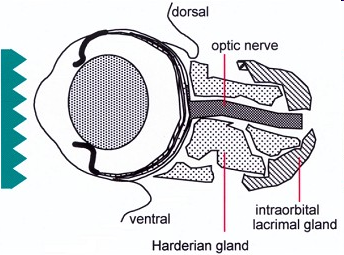 dorsal
optic nerve
ventral
intraorbital
lacrimal gland
Harderian gland